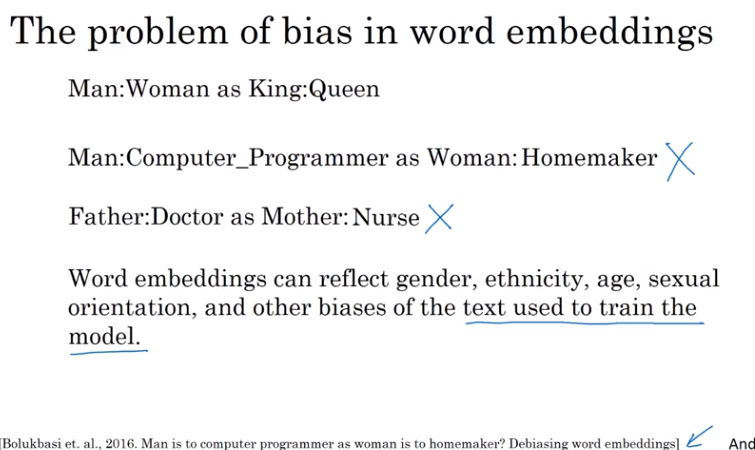 The problem of bias in word embeddings
Man:Woman as King:Queen
Man:Computer_Programmer as Woman:Homemaker
Father:Doctor as Mother:Nurse
Word embeddings can reflect gender, ethnicity, age, sexual
orientation, and other biases of the text used to train the
model.
[Bolukbasi et. al., 2016. Man is to computer programmer as woman is to homemaker? Debiasing word embeddings]
And